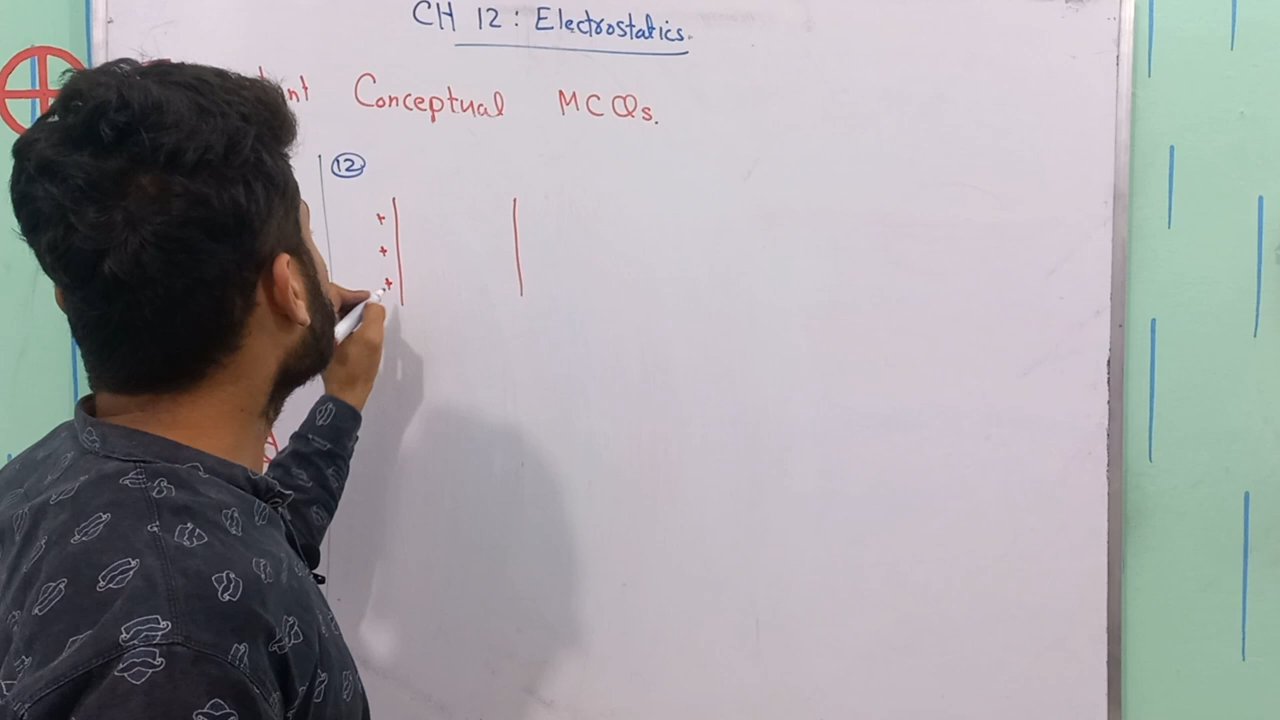 CH 12 : Electrostatics.
Conceptual MCQs.
12
+
+
+